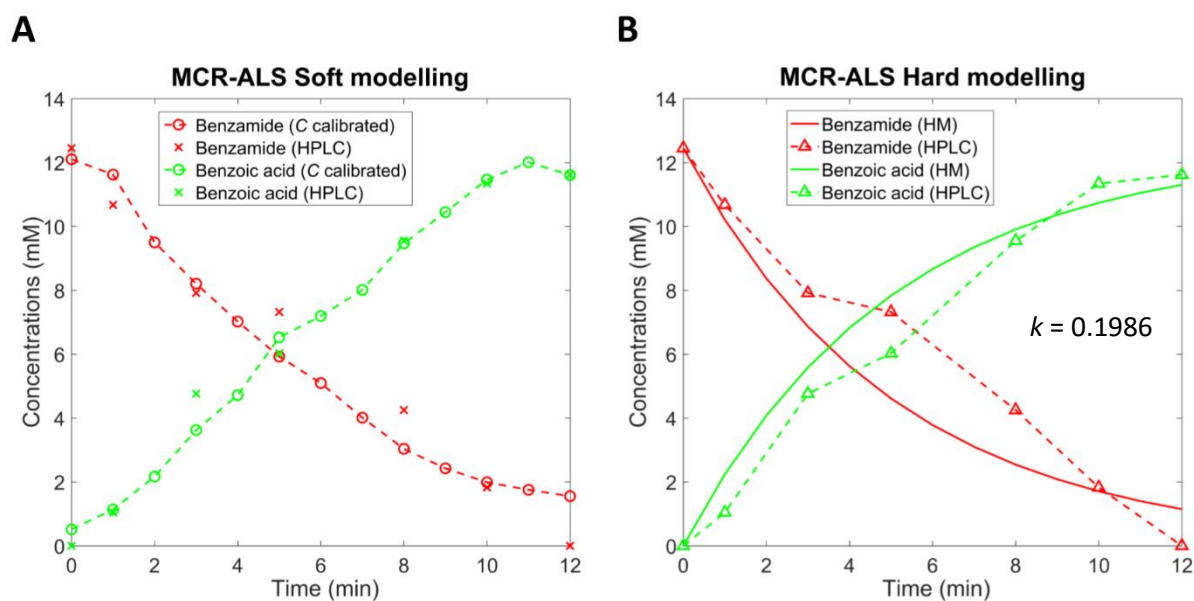 A
MCR-ALS Soft modelling
Benzamide (C calibrated)
Benzamide (HPLC)
Benzoic acid (C calibrated)
Benzoic acid (HPLC)
Concentrations (mM)
14
12
10
8
6
4
2
0
0 2 4 6 8 10 12
Time (min)
B
MCR-ALS Hard modelling
Benzamide (HM)
Benzamide (HPLC)
Benzoic acid (HM)
Benzoic acid (HPLC)
k = 0.1986
Concentrations (mM)
14
12
10
8
6
4
2
0
0 2 4 6 8 10 12
Time (min)